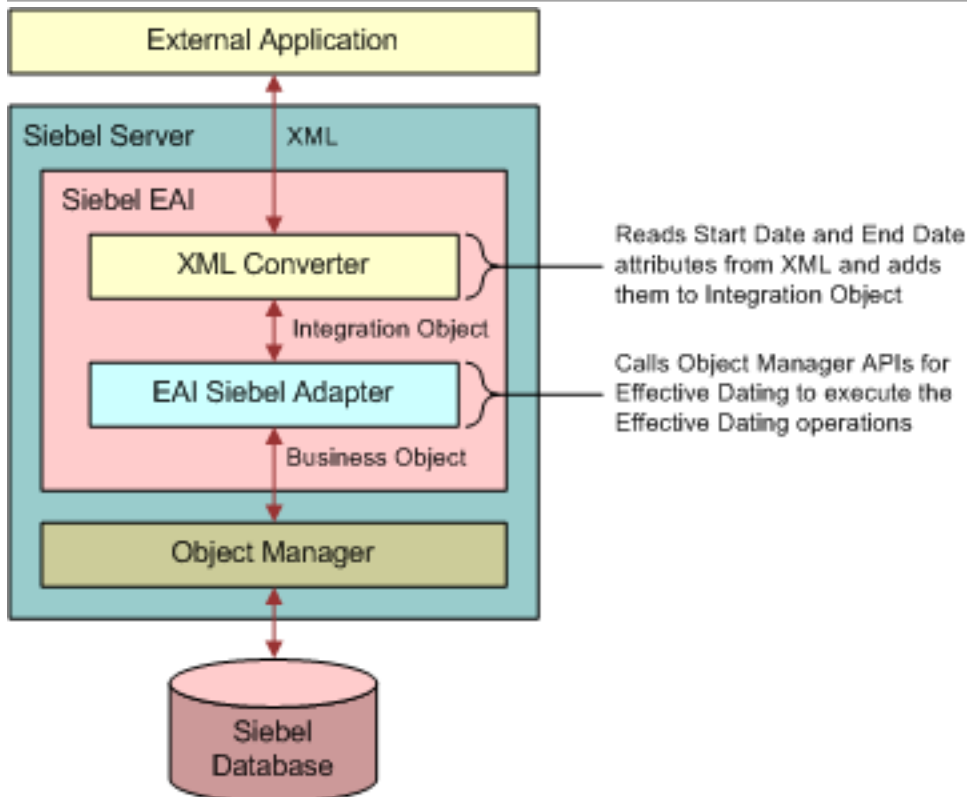 External Application
Siebel Server
XML
Siebel EAI
XML Converter
Reads Start Date and End Date
attributes from XML and adds
them to Integration Object
Integration Object
EAI Siebel Adapter
Calls Object Manager APIs for
Effective Dating to execute the
Effective Dating operations
Business Object
Object Manager
Siebel
Database